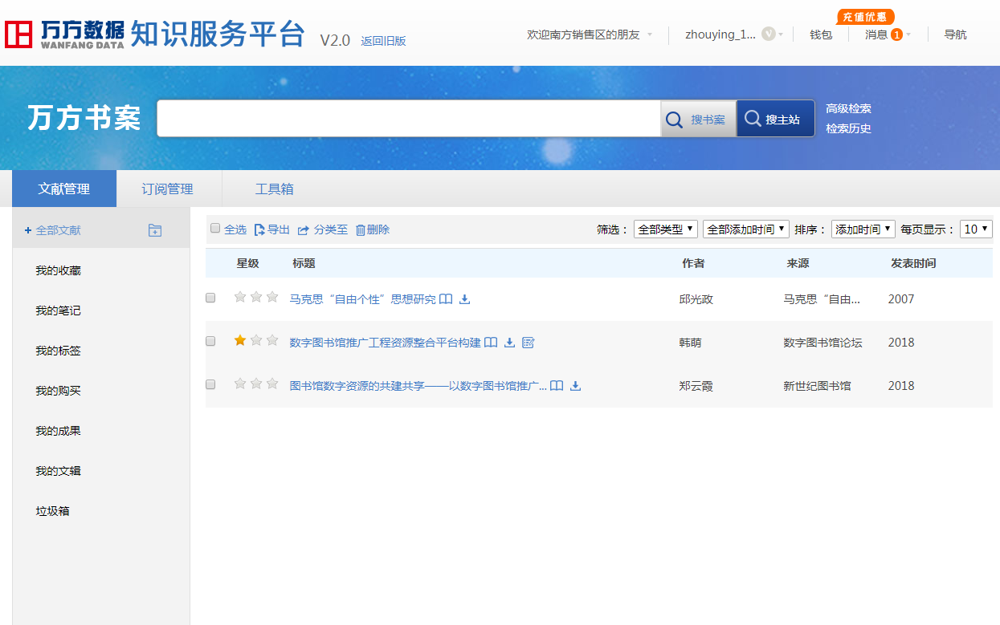 万方数据 知识服务平台 V2.0 返回旧版
WANFANG DATA
欢迎南方销售区的朋友 zhouying_1... V 钱包 消息 1 导航
充值优惠
万方书案 搜书案 搜主站
高级检索
检索历史
文献管理 订阅管理 工具箱
+ 全部文献
我的收藏
我的笔记
我的标签
我的购买
我的成果
我的文辑
垃圾箱
全选 导出 分类至 删除 筛选： 全部类型 全部添加时间 排序： 添加时间 每页显示： 10
星级 标题 作者 来源 发表时间
马克思“自由个性”思想研究 邱光政 马克思“自由... 2007
数字图书馆推广工程资源整合平台构建 韩萌 数字图书馆论坛 2018
图书馆数字资源的共建共享——以数字图书馆推广... 郑云霞 新世纪图书馆 2018